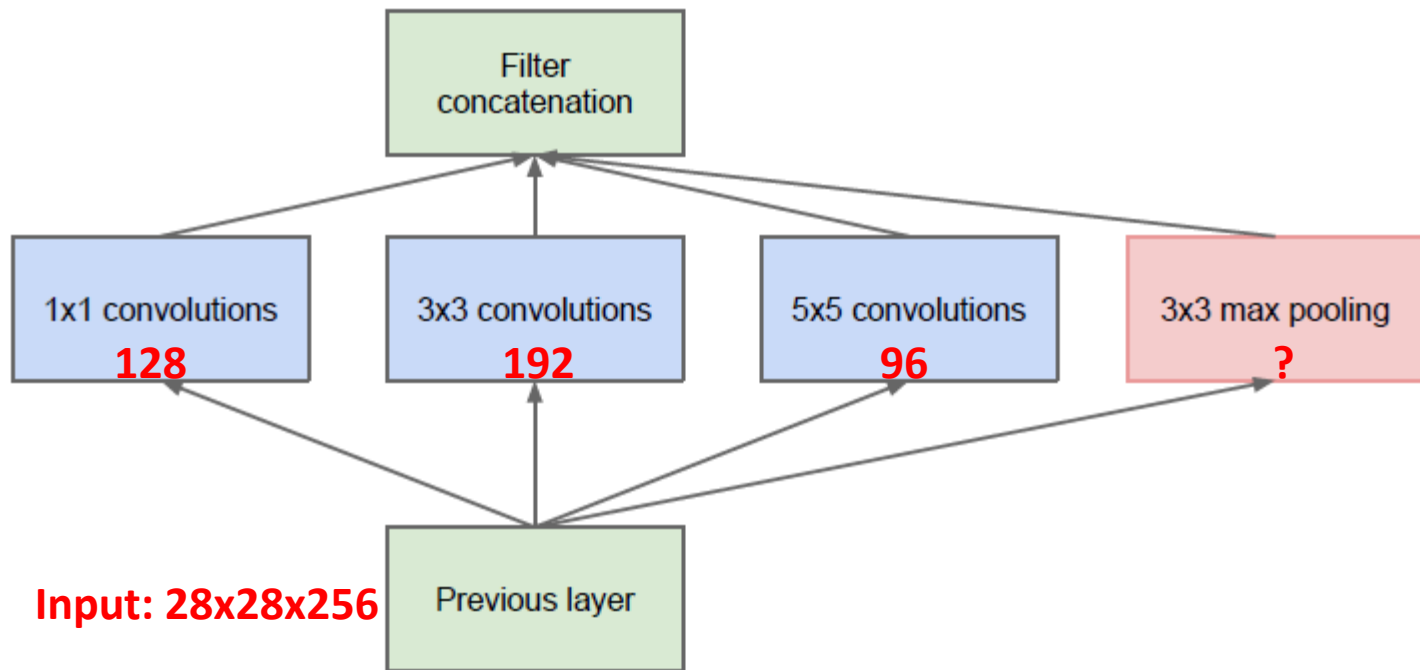 Filter
concatenation
1x1 convolutions
128
3x3 convolutions
192
5x5 convolutions
96
3x3 max pooling
?
Input: 28x28x256
Previous layer